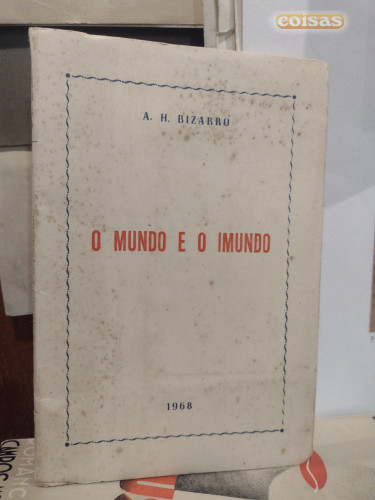 coisas
A. H. BIZARRO
O MUNDO E O IMUNDO
1968